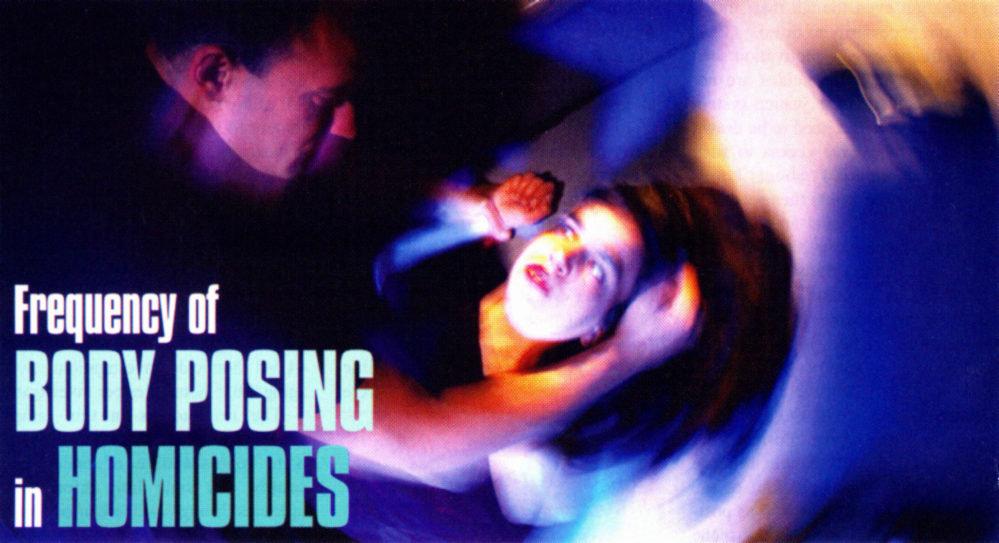 Frequency of
BODY POSING
in HOMICIDES